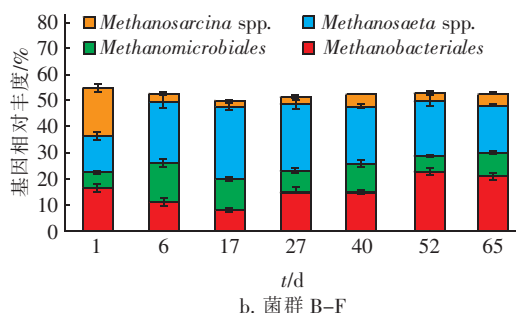 80
Methanosarcina spp.
Methanosaeta spp.
70
Methanomicrobiales
Methanobacteriales
60
50
40
30
20
10
0
基因相对丰度/%
1 6 17 27 40 52 65
t/d
b. 菌群 B-F